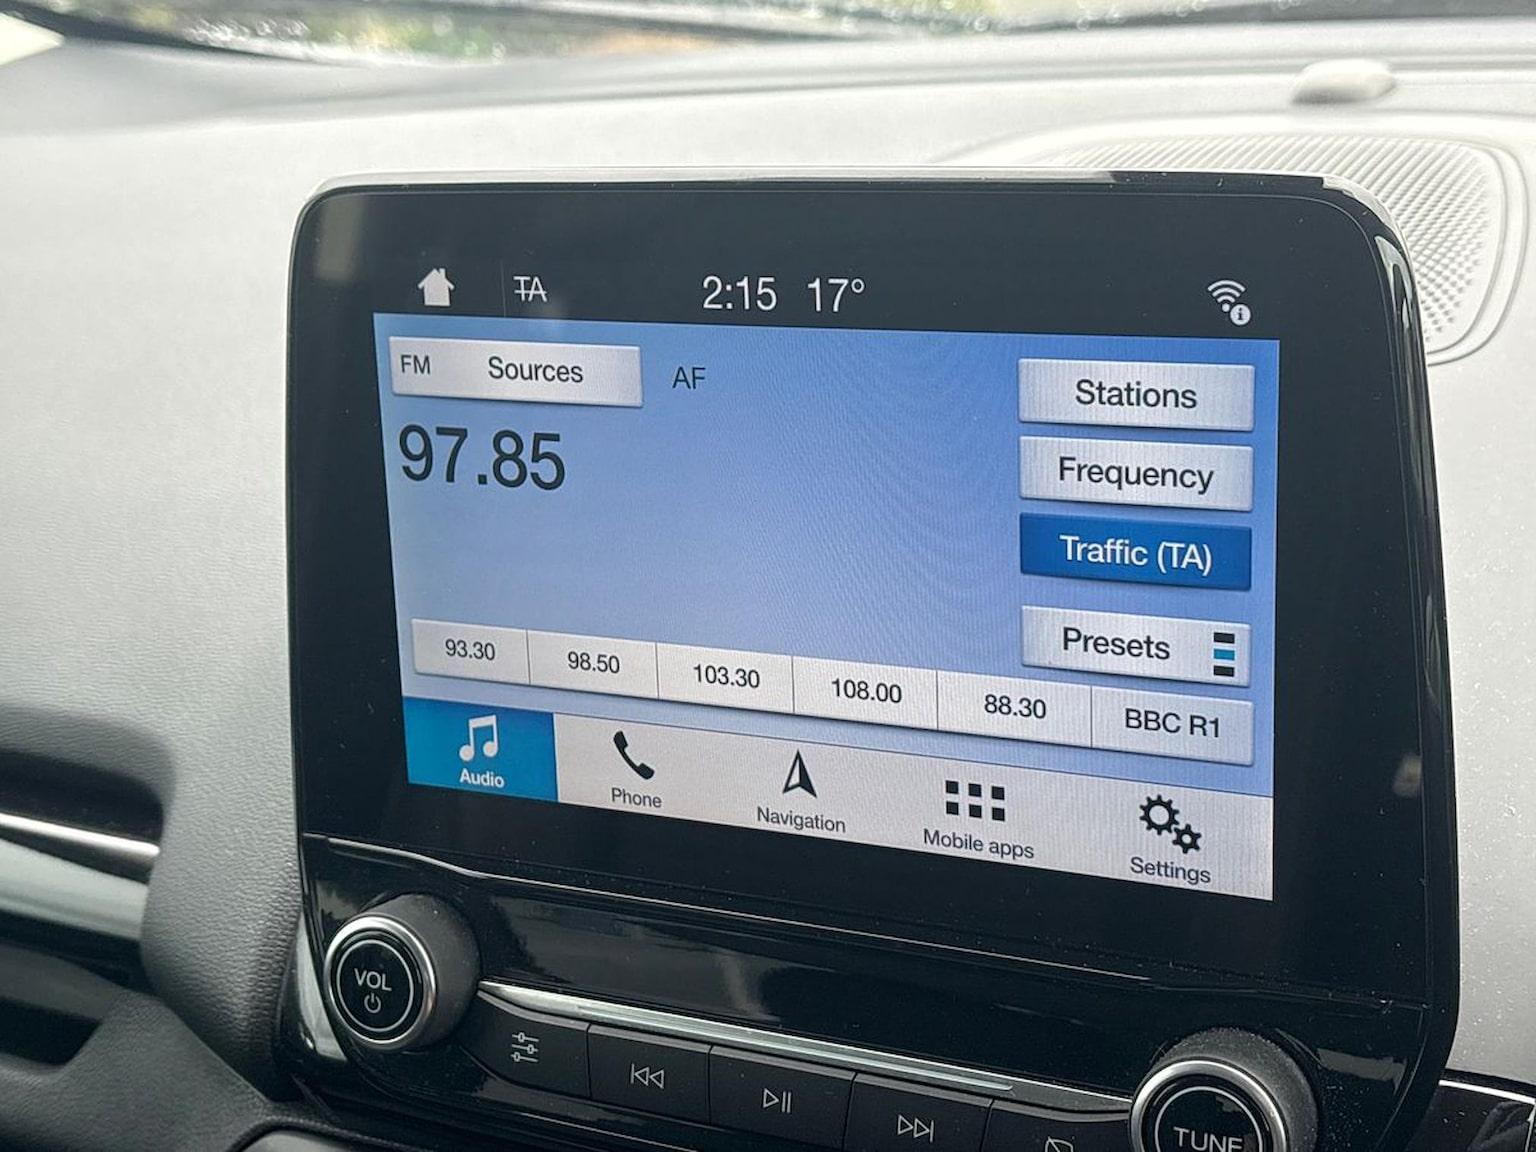 TA 2:15 17°
FM Sources AF Stations
97.85 Frequency
Traffic (TA)
Presets
93.30 98.50 103.30 108.00 88.30 BBC R1
Audio Phone Navigation Mobile apps Settings
VOL
TUNE